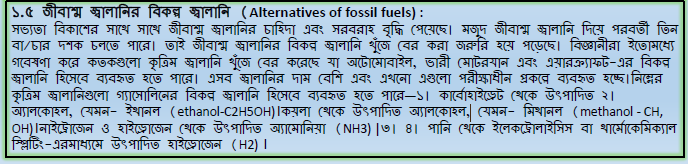 ১.৫ জীবাশ্ম জ্বালানির বিকল্প জ্বালানি (Alternatives of fossil fuels) :
সভ্যতা বিকাশের সাথে সাথে জীবাশ্ম জ্বালানির চাহিদা এবং সরবরাহ বৃদ্ধি পেয়েছে। মজুদ জীবাশ্ম জ্বালানি দিয়ে পরবর্তী তিন
বা/চার দশক চলতে পারে। তাই জীবাশ্ম জ্বালানির বিকল্প জ্বালানি খুঁজে বের করা জরুরি হয়ে পড়েছে। বিজ্ঞানীরা ইতোমধ্যে
গবেষণা করে কতকগুলো কৃত্রিম জ্বালানি খুঁজে বের করেছে যা অটোমোবাইল, ভারী মোটরযান এবং এয়ারক্র্যাফট-এর বিকল্প
জ্বালানি হিসেবে ব্যবহৃত হতে পারে। এসব জ্বালানির দাম বেশি এবং এখনো এগুলো পরীক্ষাধীন প্রকল্পে ব্যবহৃত হচ্ছে।নিম্নের
কৃত্রিম জ্বালানিগুলো গ্যাসোলিনের বিকল্প জ্বালানি হিসেবে ব্যবহৃত হতে পারে—১। কার্বোহাইড্রেট থেকে উৎপাদিত ২।
অ্যালকোহল, যেমন- ইথানল (ethanol-C2H5OH)।কয়লা থেকে উৎপাদিত অ্যালকোহল, যেমন- মিথানল (methanol - CH,
OH)।নাইট্রোজেন ও হাইড্রোজেন থেকে উৎপাদিত অ্যামোনিয়া (NH3) |৩। ৪। পানি থেকে ইলেকট্রোলাইসিস বা থার্মোকেমিক্যাল
স্প্লিটিং-এরমাধ্যমে উৎপাদিত হাইড্রোজেন (H2) ।